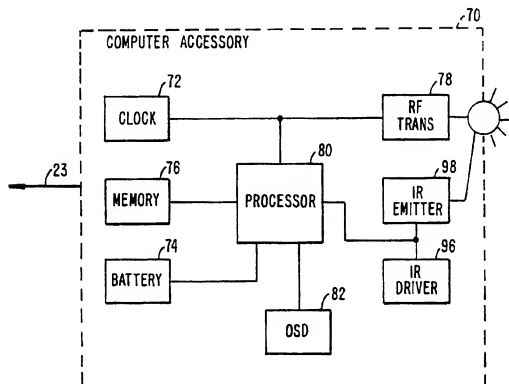 70
COMPUTER ACCESSORY
72
CLOCK
78
RF
TRANS
80
PROCESSOR
98
IR
EMITTER
23
76
MEMORY
96
IR
DRIVER
74
BATTERY
82
OSD